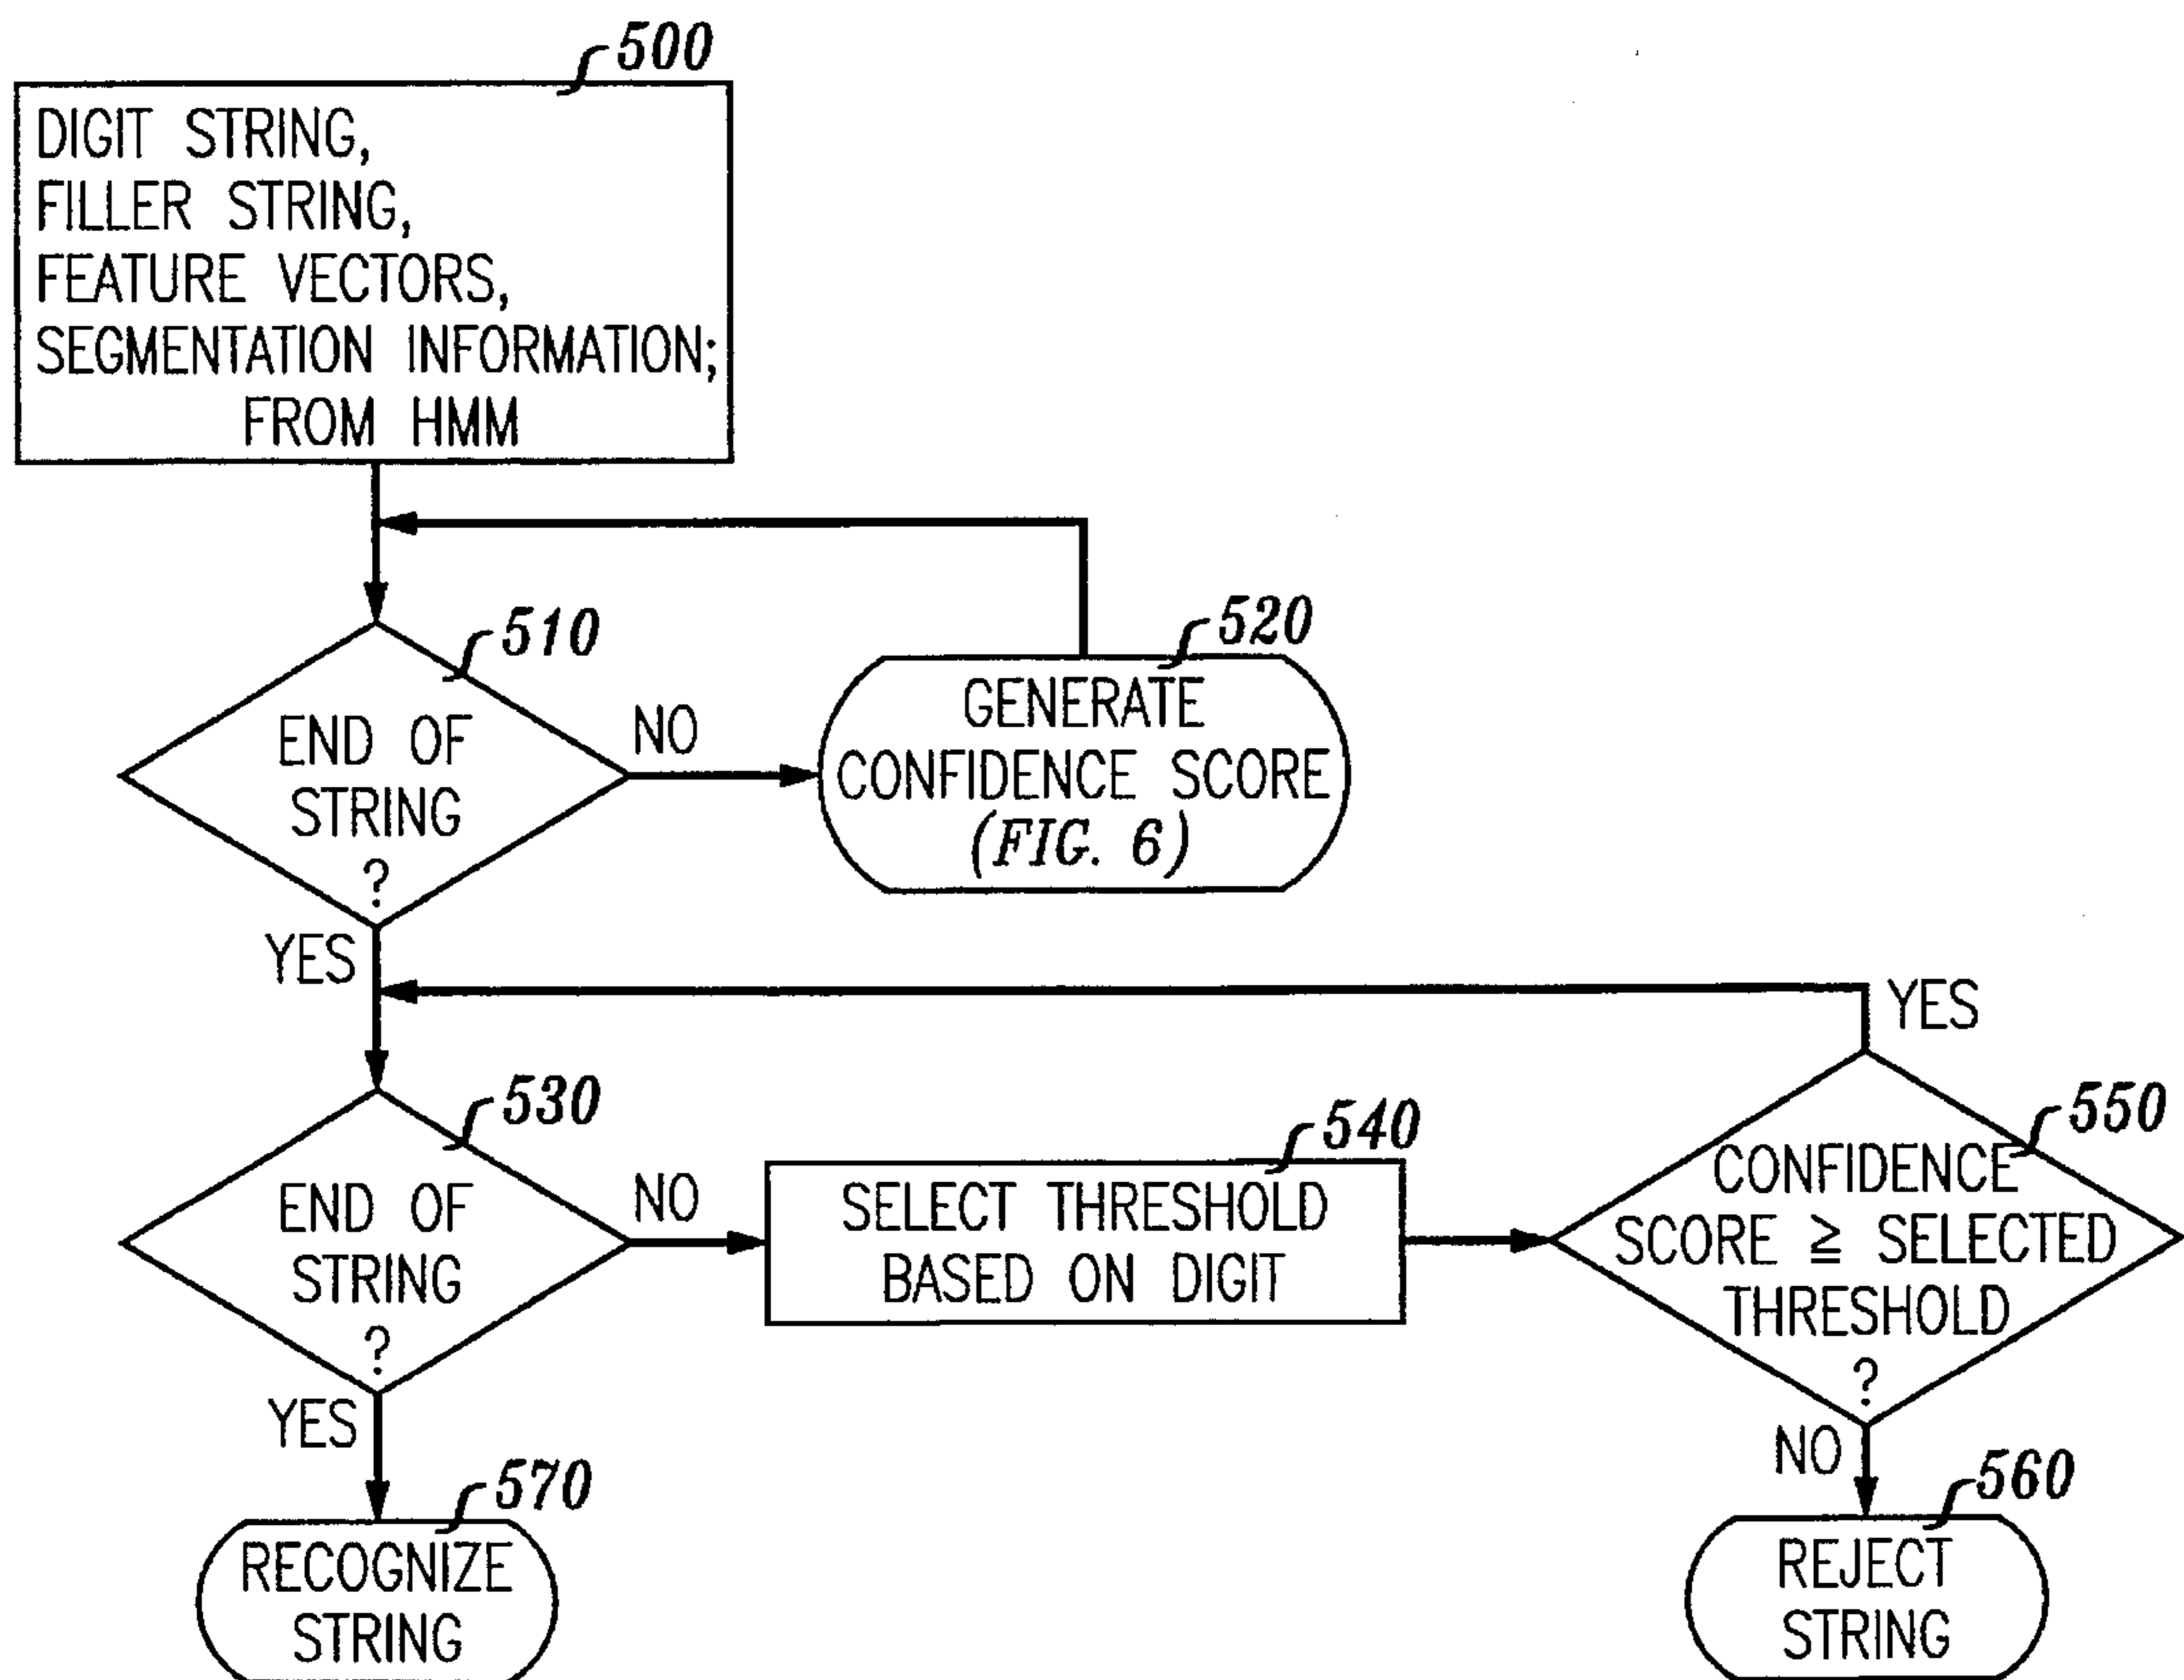 500
DIGIT STRING,
FILLER STRING,
FEATURE VECTORS,
SEGMENTATION INFORMATION;
FROM HMM
510
END OF
STRING
?
NO
520
GENERATE
CONFIDENCE SCORE
(FIG. 6)
YES
YES
530
END OF
STRING
?
NO
540
SELECT THRESHOLD
BASED ON DIGIT
550
CONFIDENCE
SCORE ≧ SELECTED
THRESHOLD
?
YES
NO
570
RECOGNIZE
STRING
560
REJECT
STRING